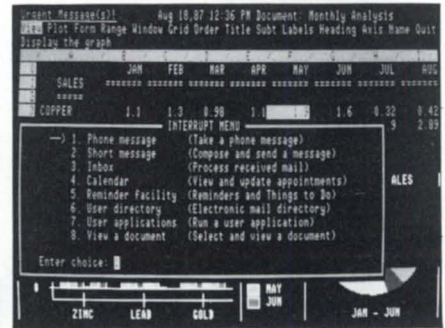 Urgent Message(s)! Aug 18,87 12:36 PM Document: Monthly Analysis
View Plot Form Range Window Grid Order Title Subt Labels Heading Axis Name Quit
Display the graph
JAN FEB MAR APR MAY JUN JUL AUG
SALES ======= ======= ======= ======= ======= ======= ======= =======
=====
COPPER 1.1 1.3 0.98 1.6 0.32 0.42
INTERRUPT MENU 9 2.89
—> 1. Phone message (Take a phone message)
2. Short message (Compose and send a message)
3. Inbox (Process received mail)
4. Calendar (View and update appointments)
5. Reminder facility (Reminders and Things to Do)
6. User directory (Electronic mail directory)
7. User applications (Run a user application)
8. View a document (Select and view a document)
ALES
Enter choice:
0
MAY
JUN
ZINC LEAD GOLD
JAN - JUN